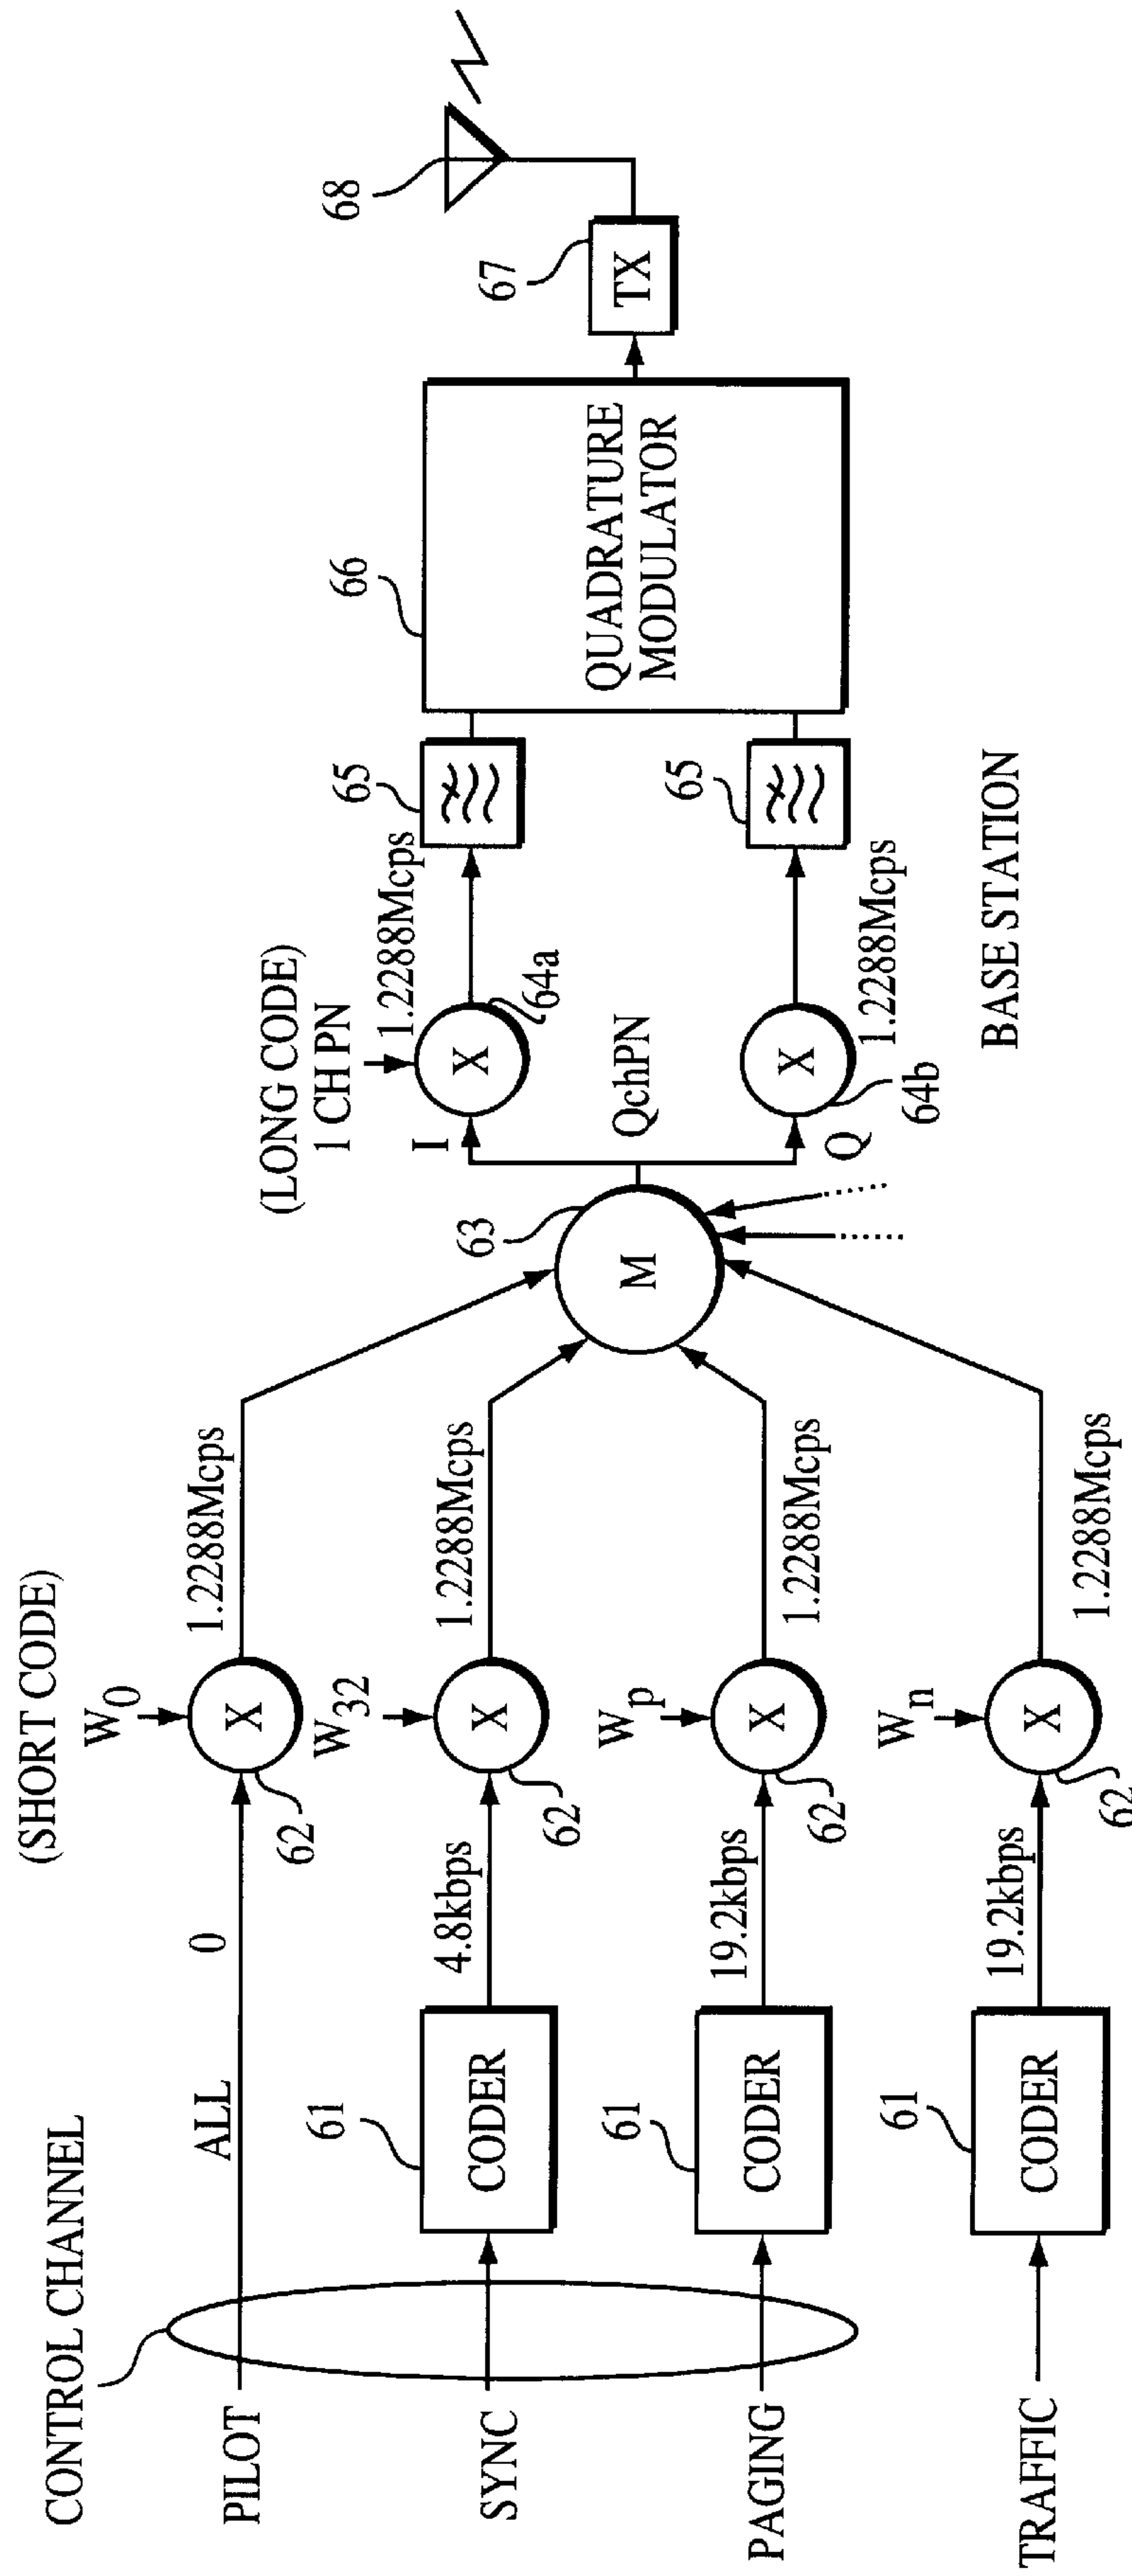 CONTROL CHANNEL
(SHORT CODE)
PILOT
ALL
0
W0
X
62
1.2288Mcps
SYNC
61
CODER
4.8kbps
W32
X
62
1.2288Mcps
PAGING
61
CODER
19.2kbps
Wp
X
62
1.2288Mcps
TRAFFIC
61
CODER
19.2kbps
Wn
X
62
1.2288Mcps
63
M
(LONG CODE)
1 CH PN
I
X
64a
1.2288Mcps
65
QchPN
Q
X
64b
1.2288Mcps
65
66
QUADRATURE
MODULATOR
67
TX
68
BASE STATION